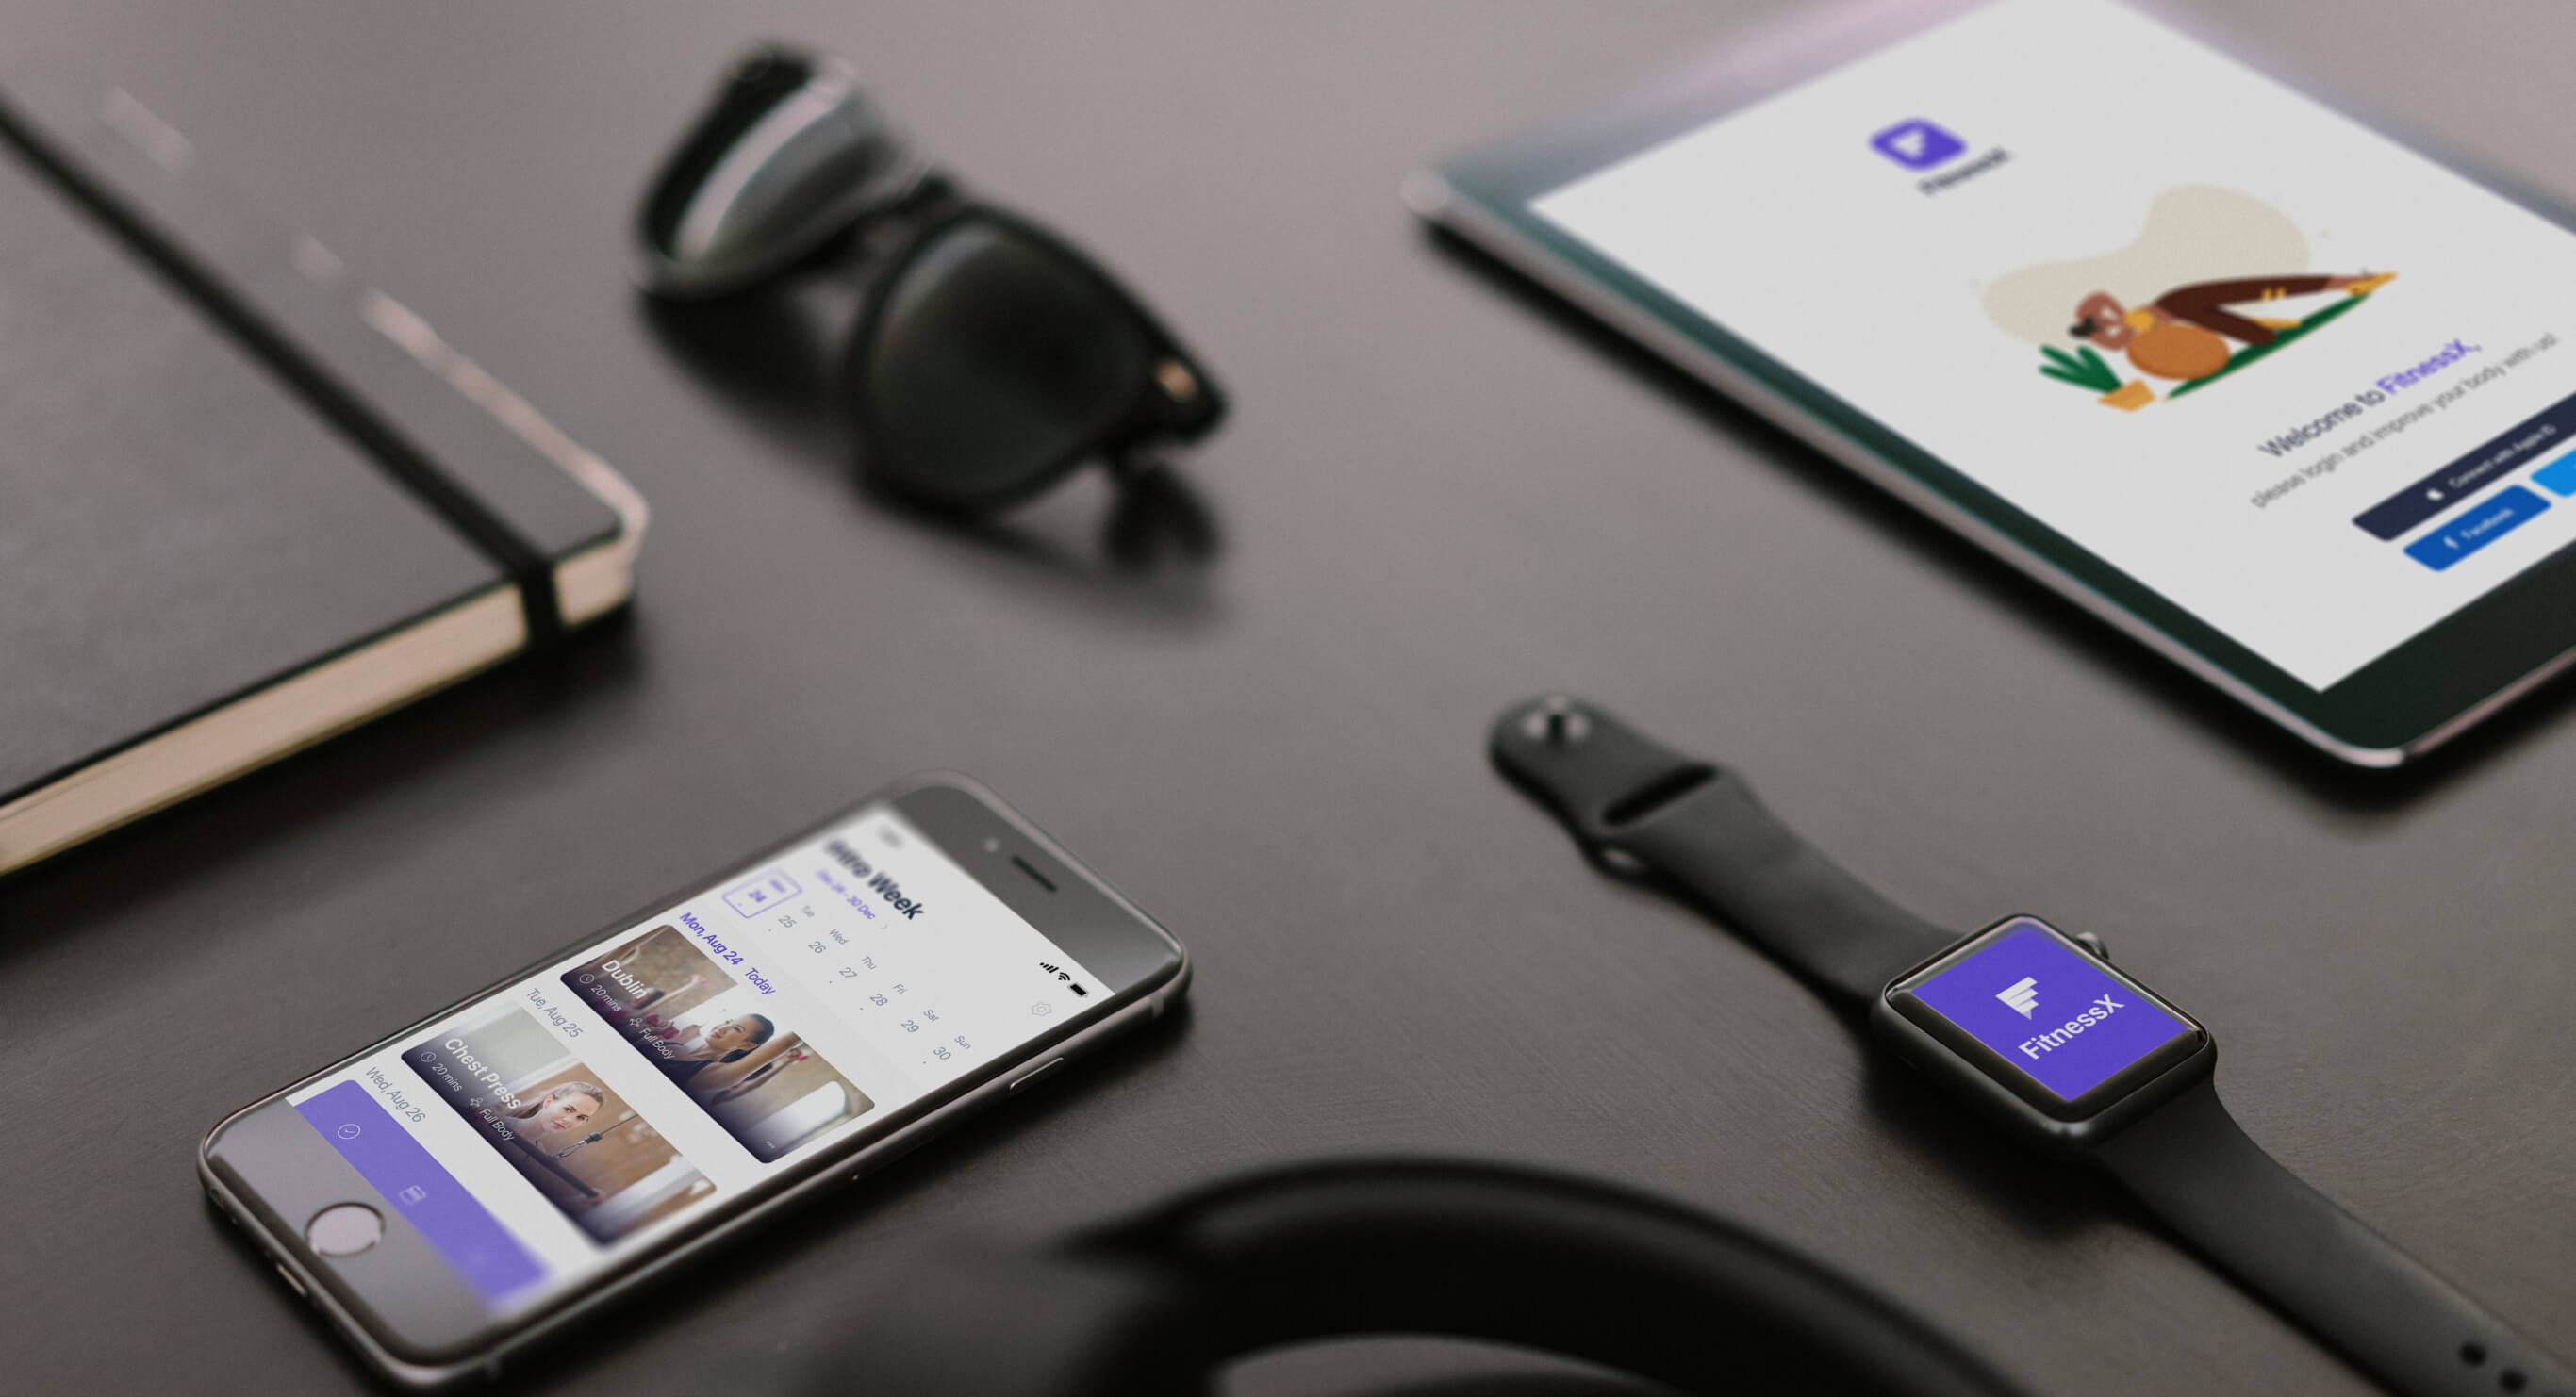 FitnessX
Welcome to FitnessX,
please login and improve your body with us!
Connect with Apple ID
Facebook
Intro Week
30 Dec
Mon
24
Tue
25
Wed
26
Thu
27
Fri
28
Sat
29
Sun
30
Mon, Aug 24 Today
Dublin
20 mins Full Body
Tue, Aug 25
Chest Press
20 mins Full Body
Wed, Aug 26
FitnessX